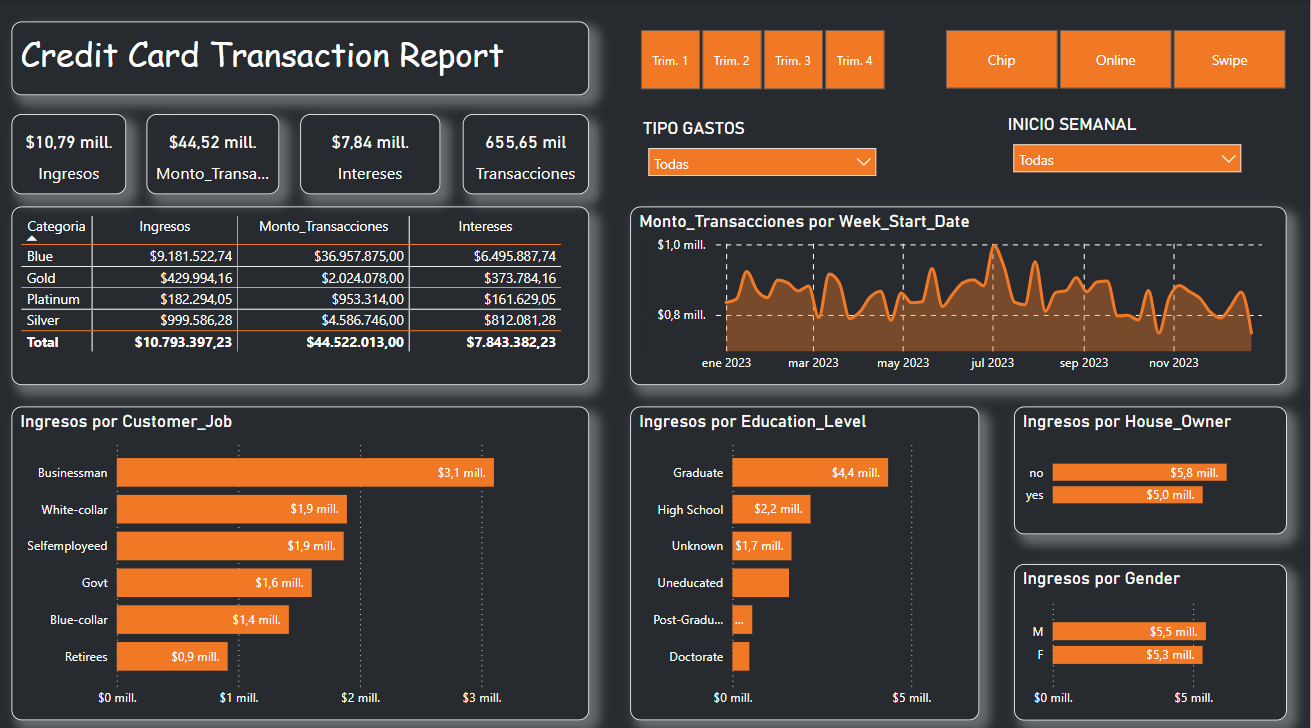 Credit Card Transaction Report
Trim. 1
Trim. 2
Trim. 3
Trim. 4
Chip
Online
Swipe
$10,79 mill.
Ingresos
$44,52 mill.
Monto_Transa...
$7,84 mill.
Intereses
655,65 mil
Transacciones
TIPO GASTOS
Todas
INICIO SEMANAL
Todas
Categoria Ingresos Monto_Transacciones Intereses
Blue $9.181.522,74 $36.957.875,00 $6.495.887,74
Gold $429.994,16 $2.024.078,00 $373.784,16
Platinum $182.294,05 $953.314,00 $161.629,05
Silver $999.586,28 $4.586.746,00 $812.081,28
Total $10.793.397,23 $44.522.013,00 $7.843.382,23
Monto_Transacciones por Week_Start_Date
$1,0 mill.
$0,8 mill.
ene 2023 mar 2023 may 2023 jul 2023 sep 2023 nov 2023
Ingresos por Customer_Job
Businessman $3,1 mill.
White-collar $1,9 mill.
Selfemployeed $1,9 mill.
Govt $1,6 mill.
Blue-collar $1,4 mill.
Retirees $0,9 mill.
$0 mill. $1 mill. $2 mill. $3 mill.
Ingresos por Education_Level
Graduate $4,4 mill.
High School $2,2 mill.
Unknown $1,7 mill.
Uneducated
Post-Gradu... ...
Doctorate
$0 mill. $5 mill.
Ingresos por House_Owner
no $5,8 mill.
yes $5,0 mill.
Ingresos por Gender
M $5,5 mill.
F $5,3 mill.
$0 mill. $5 mill.